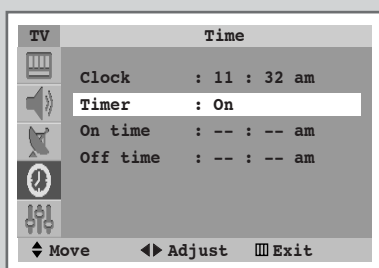 TV Time
Clock : 11 : 32 am
Timer : On
On time : -- : -- am
Off time : -- : -- am
Move Adjust Exit